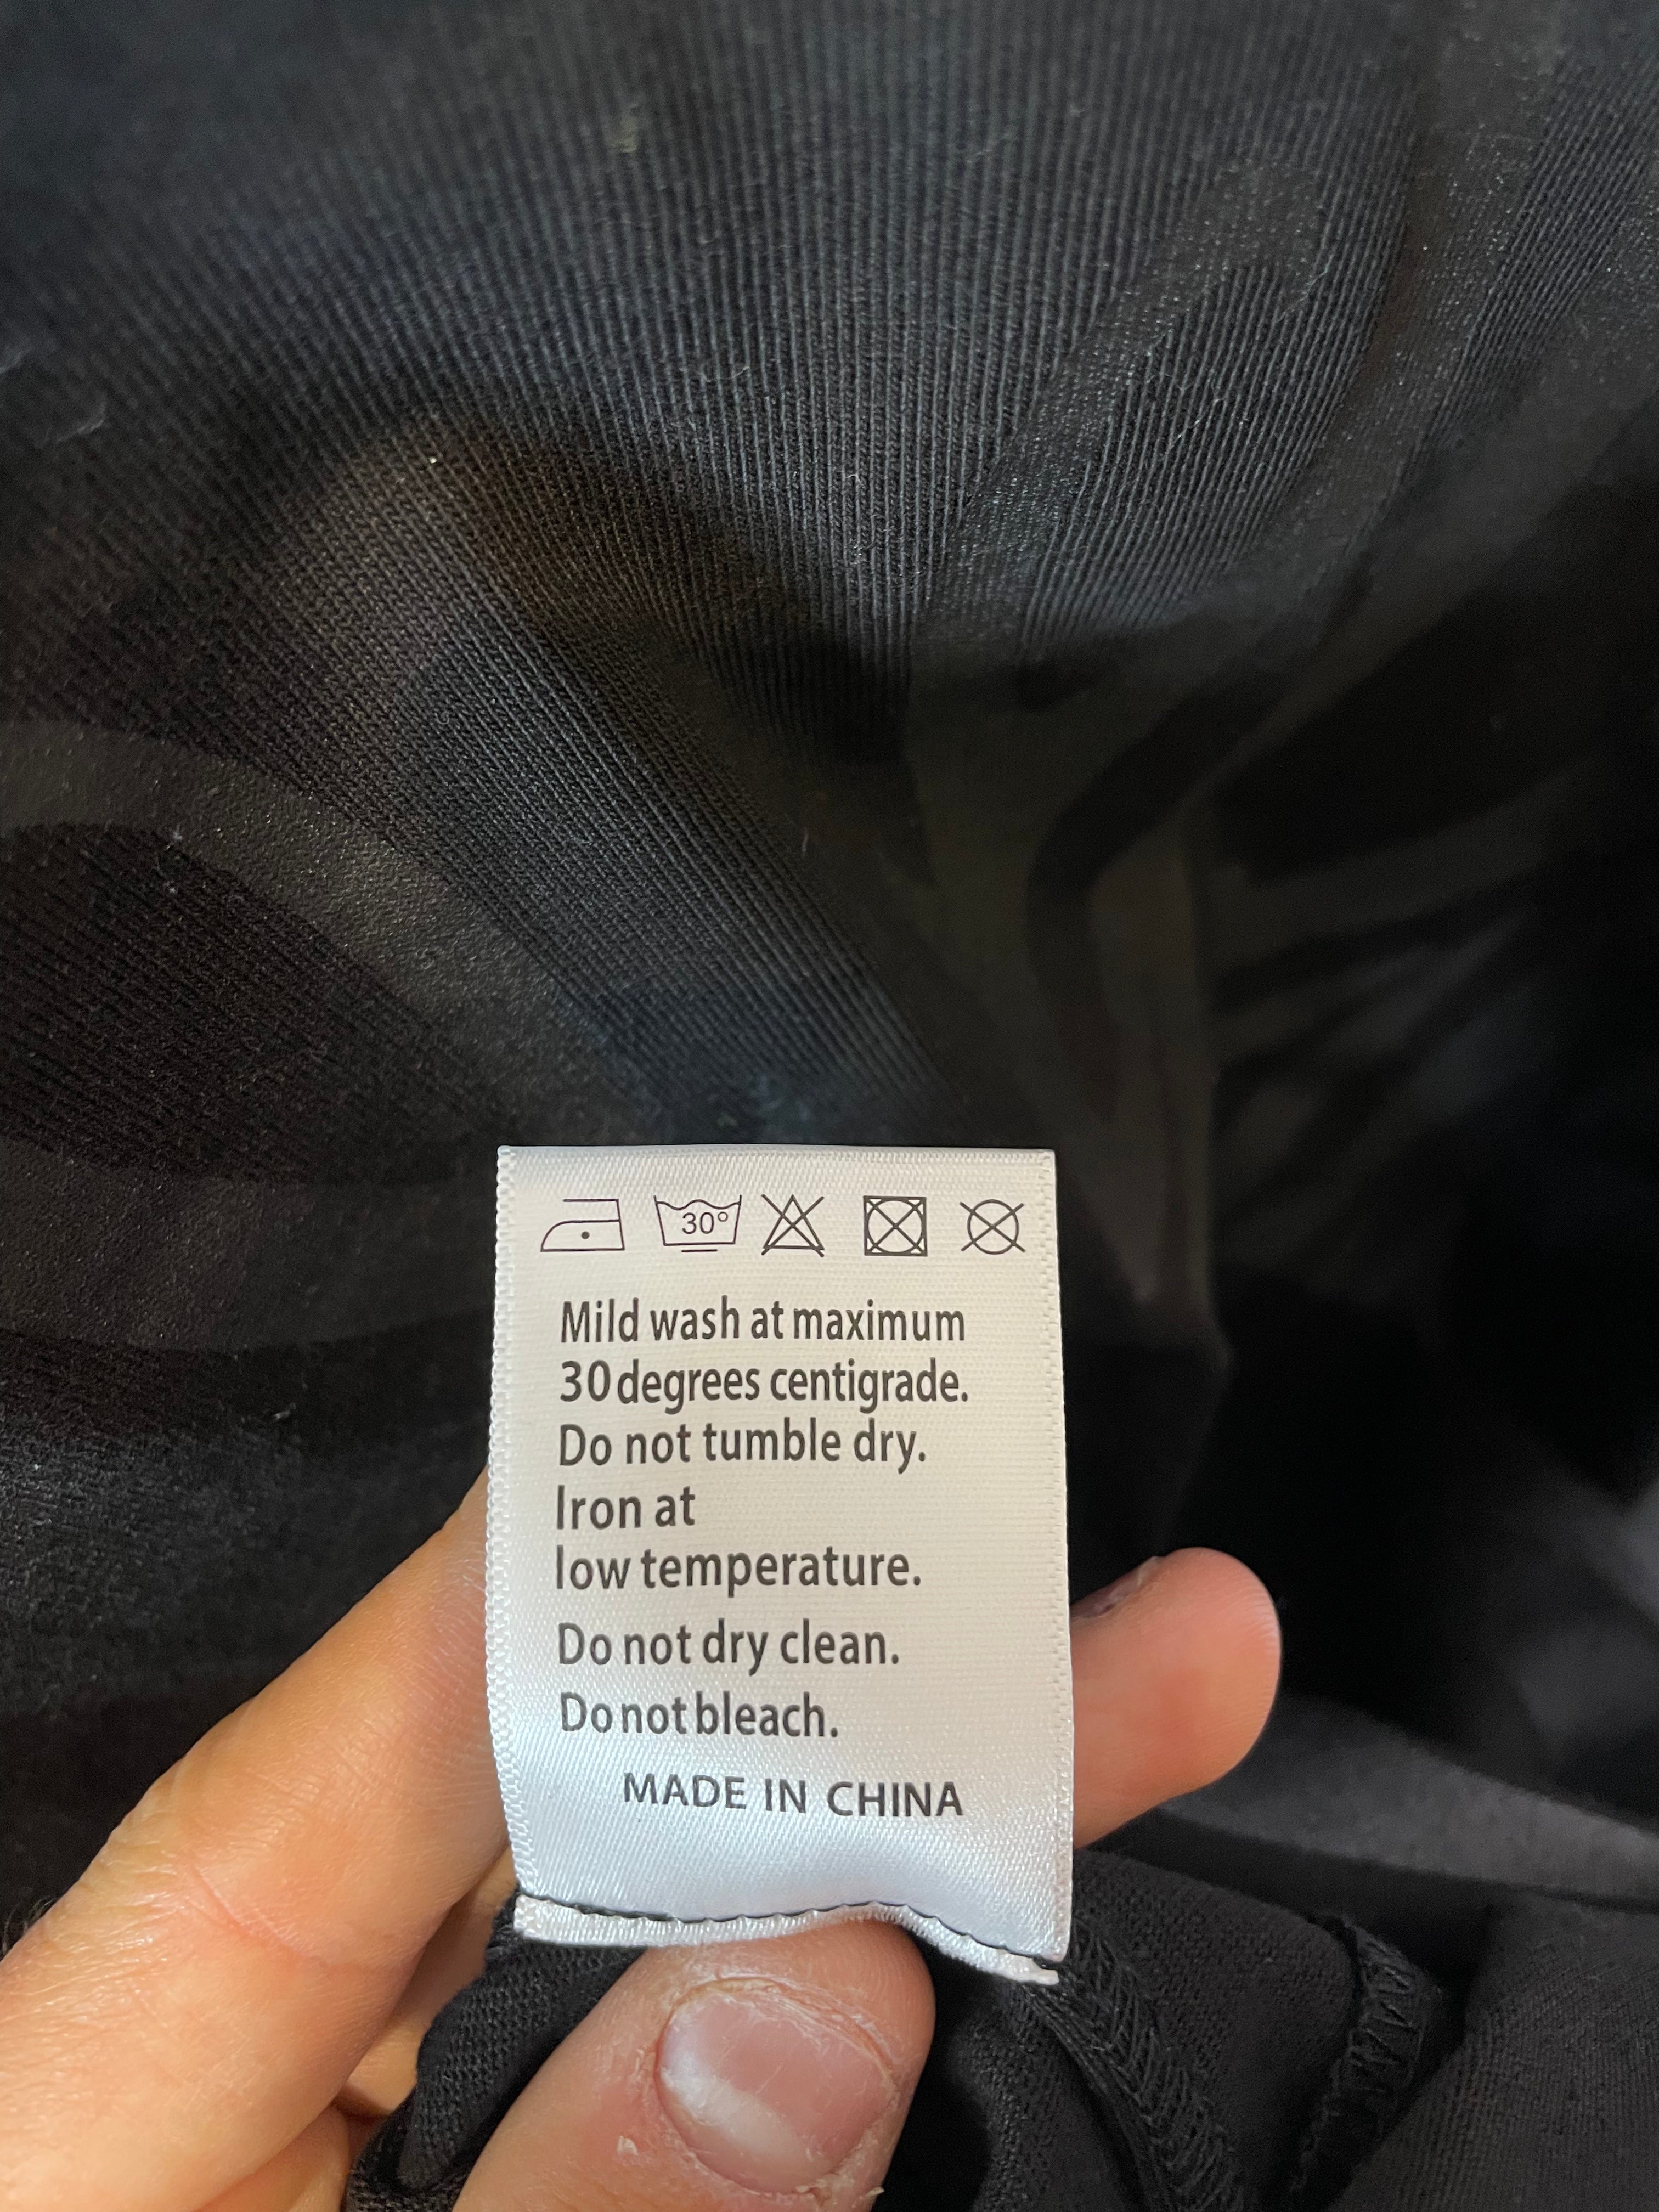 30°
Mild wash at maximum
30 degrees centigrade.
Do not tumble dry.
Iron at
low temperature.
Do not dry clean.
Do not bleach.
MADE IN CHINA